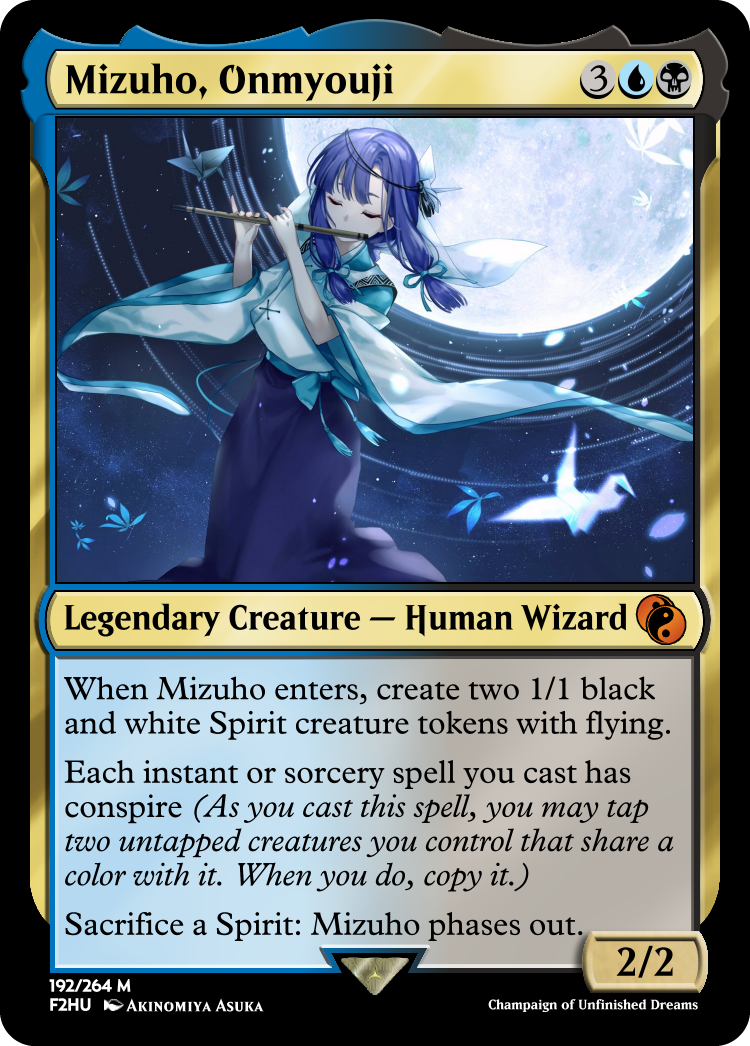 Mizuho, Onmyouji 3
Legendary Creature — Human Wizard
When Mizuho enters, create two 1/1 black
and white Spirit creature tokens with flying.
Each instant or sorcery spell you cast has
conspire (As you cast this spell, you may tap
two untapped creatures you control that share a
color with it. When you do, copy it.)
Sacrifice a Spirit: Mizuho phases out.
2/2
192/264 M
F2HU Akinomiya Asuka
Champaign of Unfinished Dreams